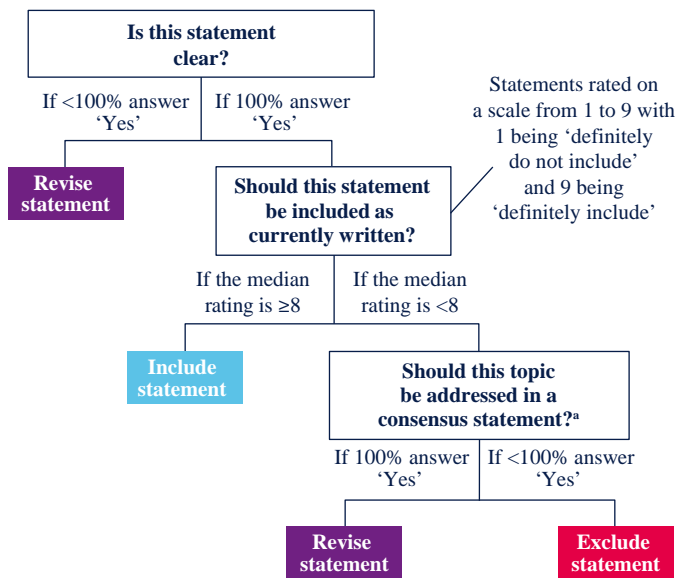 Is this statement
clear?
If <100% answer
‘Yes’
If 100% answer
‘Yes’
Statements rated on
a scale from 1 to 9 with
1 being ‘definitely
do not include’
and 9 being
‘definitely include’
Revise
statement
Should this statement
be included as
currently written?
If the median
rating is ≥8
If the median
rating is <8
Include
statement
Should this topic
be addressed in a
consensus statement?ᵃ
If 100% answer
‘Yes’
If <100% answer
‘Yes’
Revise
statement
Exclude
statement